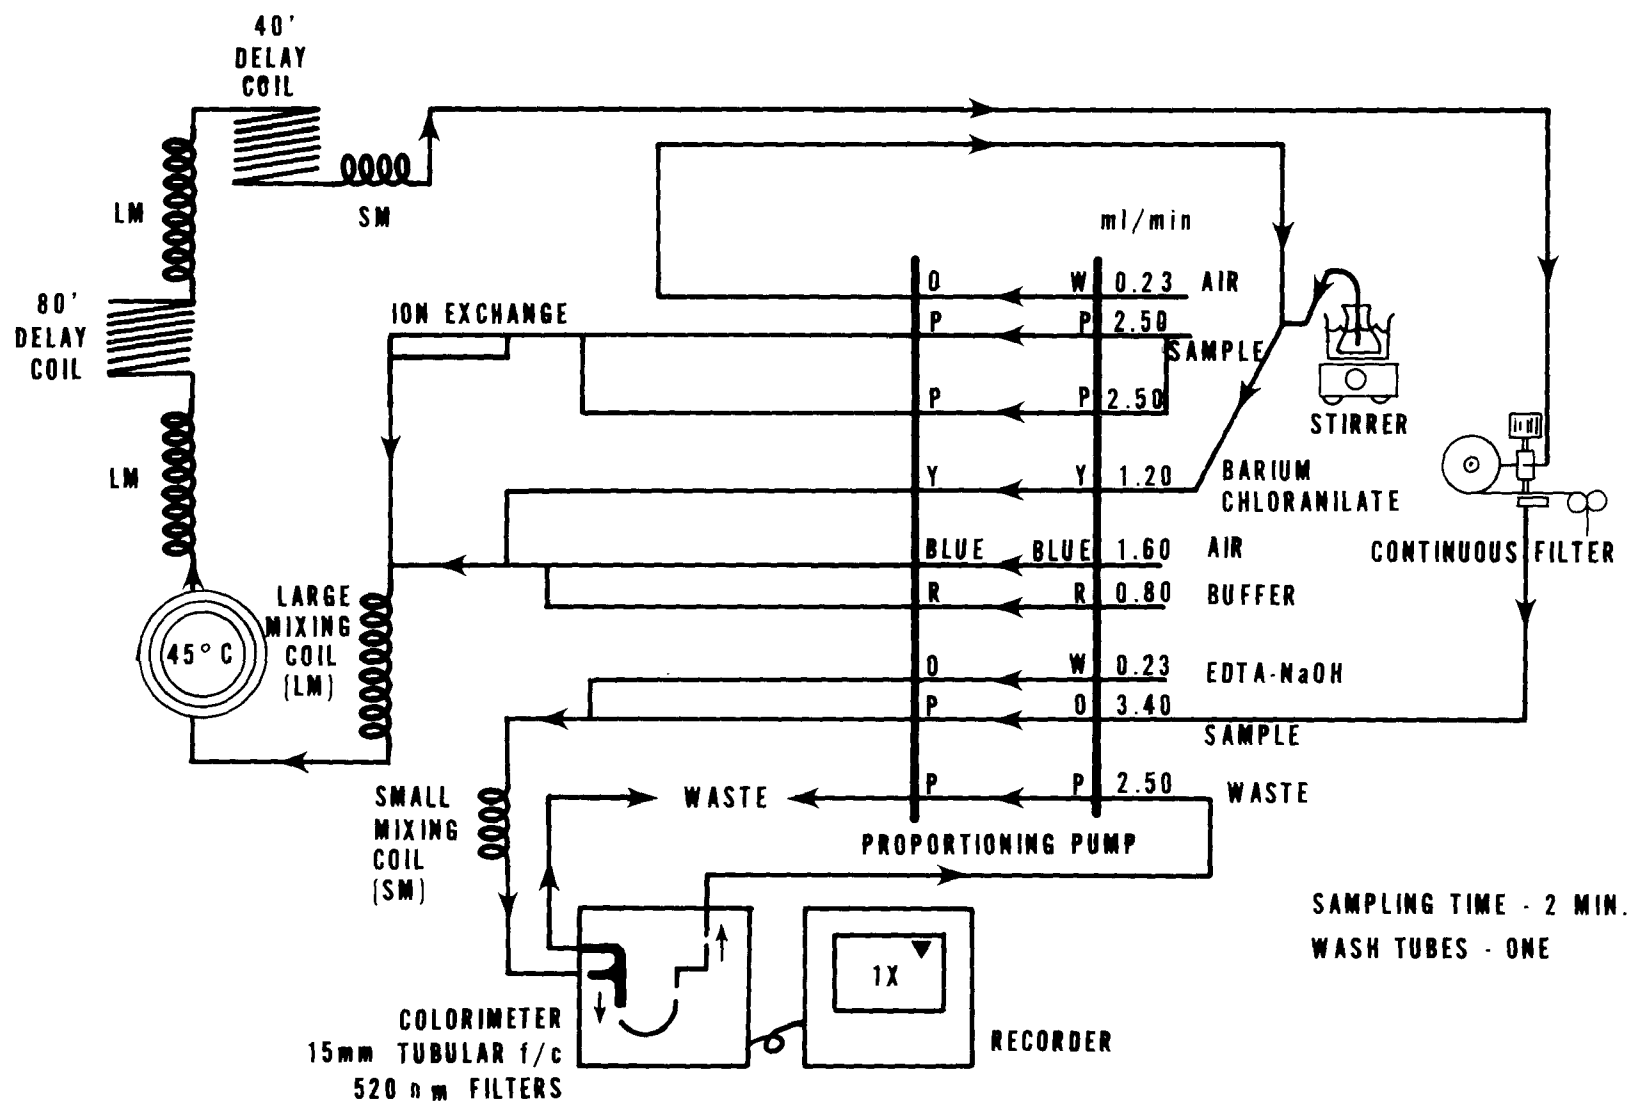 40'
DELAY
COIL
LM
SM
ml/min
O W 0.23 AIR
80'
DELAY
COIL
ION EXCHANGE
P P 2.50
SAMPLE
P P 2.50
STIRRER
LM
Y Y 1.20
BARIUM
CHLORANILATE
BLUE BLUE 1.60 AIR
CONTINUOUS FILTER
R R 0.80 BUFFER
LARGE
MIXING
COIL
(LM)
45° C
O W 0.23 EDTA-NaOH
P O 3.40
SAMPLE
SMALL
MIXING
COIL
(SM)
WASTE
P P 2.50 WASTE
PROPORTIONING PUMP
SAMPLING TIME - 2 MIN.
WASH TUBES - ONE
1X
COLORIMETER
15mm TUBULAR f/c
520 nm FILTERS
RECORDER